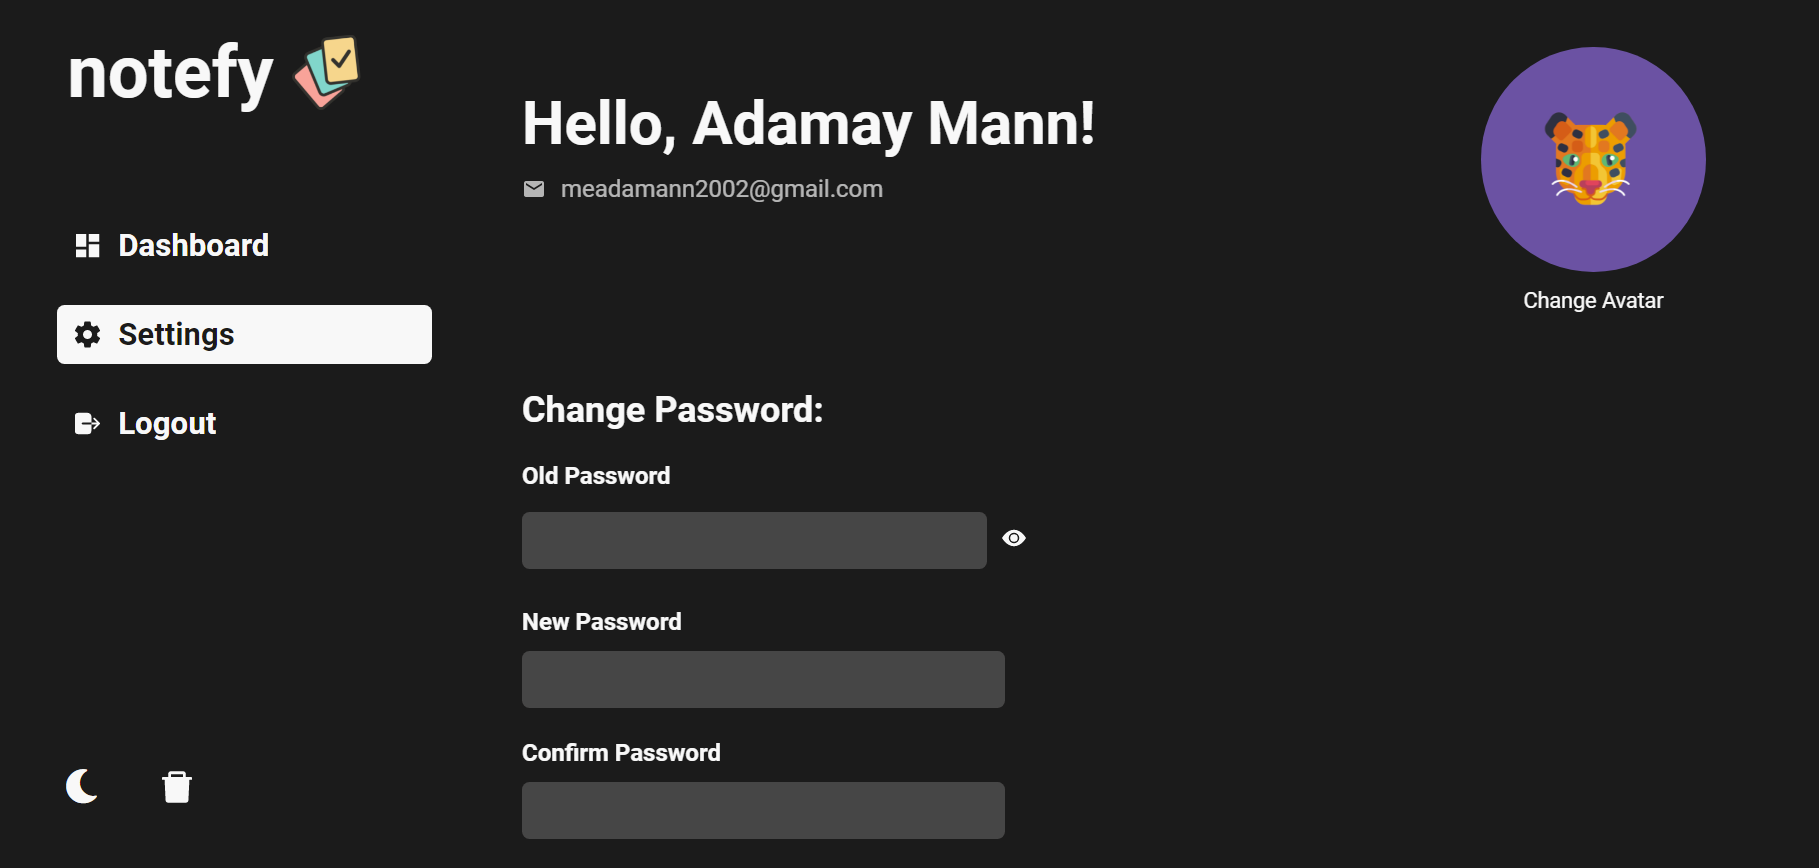 notefy
Dashboard
Settings
Logout
Hello, Adamay Mann!
meadamann2002@gmail.com
Change Avatar
Change Password:
Old Password
New Password
Confirm Password